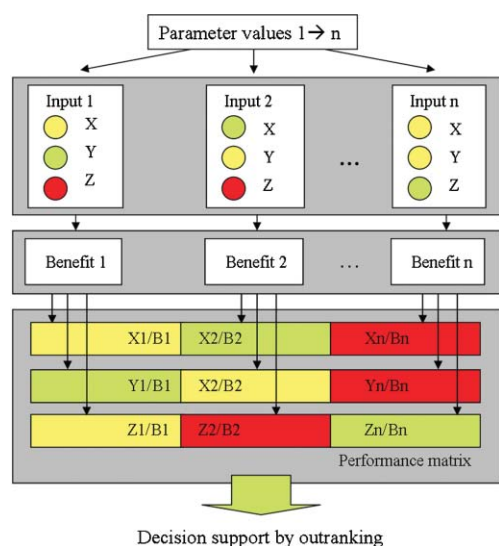 Parameter values 1→ n
Input 1
X
Y
Z
Input 2
X
Y
Z
...
Input n
X
Y
Z
Benefit 1
Benefit 2
...
Benefit n
X1/B1
X2/B2
Xn/Bn
Y1/B1
X2/B2
Yn/Bn
Z1/B1
Z2/B2
Zn/Bn
Performance matrix
Decision support by outranking